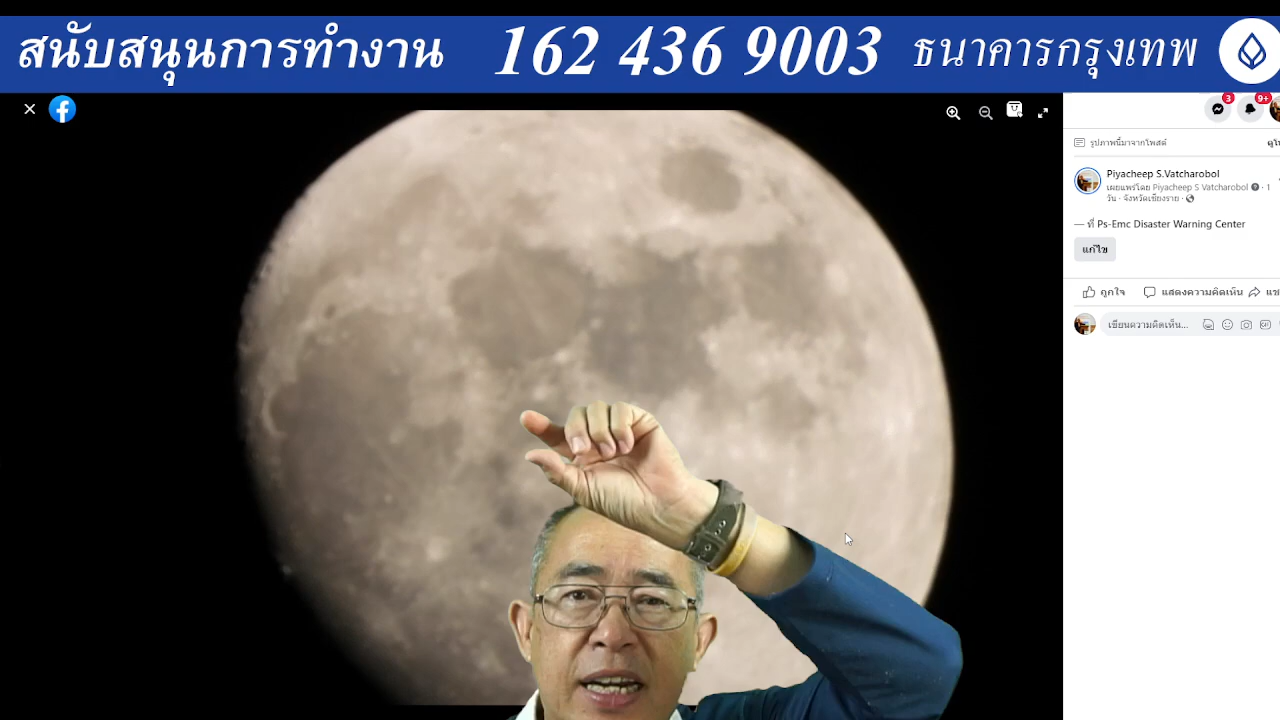 สนับสนุนการทำงาน 162 436 9003 ธนาคารกรุงเทพ
3 9+
รูปภาพนี้มาจากโพสต์
Piyacheep S.Vatcharobol
เผยแพร่โดย Piyacheep S Vatcharobol · 1
วัน · จังหวัดเชียงราย ·
— ที่ Ps-Emc Disaster Warning Center
แก้ไข
ถูกใจ แสดงความคิดเห็น แช
เขียนความคิดเห็น...